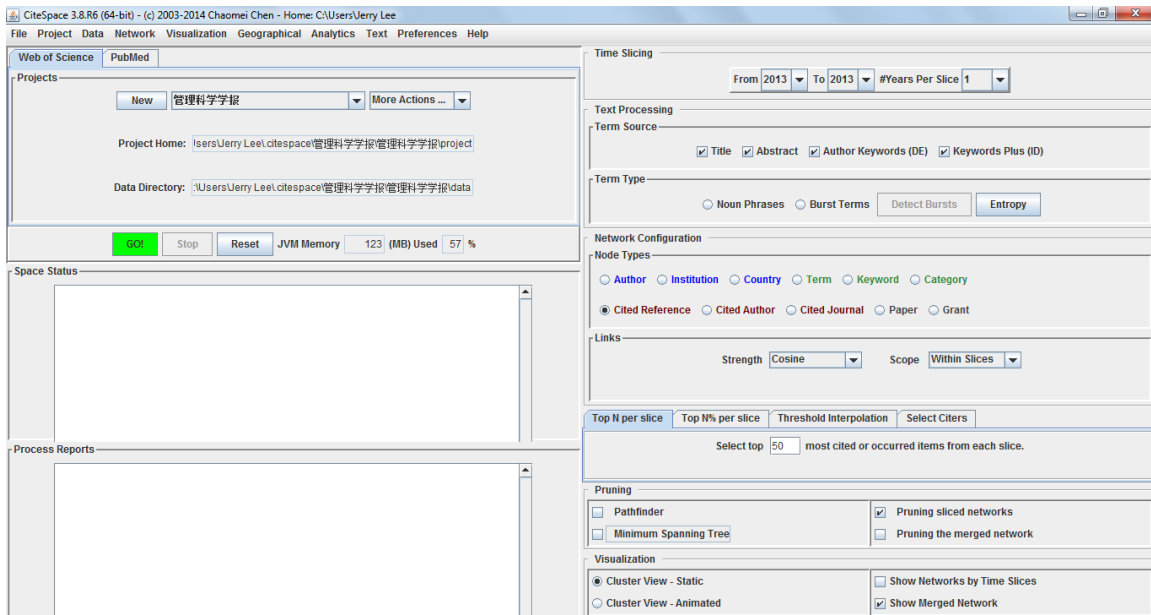 CiteSpace 3.8.R6 (64-bit) - (c) 2003-2014 Chaomei Chen - Home: C:\Users\Jerry Lee
File Project Data Network Visualization Geographical Analytics Text Preferences Help
Web of Science PubMed
Projects
New 管理科学学报 More Actions ...
Project Home: Isers\Jerry Lee\.citespace\管理科学学报\管理科学学报\project
Data Directory: :\Users\Jerry Lee\.citespace\管理科学学报\管理科学学报\data
GO! Stop Reset JVM Memory 123 (MB) Used 57 %
Space Status
Process Reports
Time Slicing
From 2013 To 2013 #Years Per Slice 1
Text Processing
Term Source
Title Abstract Author Keywords (DE) Keywords Plus (ID)
Term Type
Noun Phrases Burst Terms Detect Bursts Entropy
Network Configuration
Node Types
Author Institution Country Term Keyword Category
Cited Reference Cited Author Cited Journal Paper Grant
Links
Strength Cosine Scope Within Slices
Top N per slice Top N% per slice Threshold Interpolation Select Citers
Select top 50 most cited or occurred items from each slice.
Pruning
Pathfinder Pruning sliced networks
Minimum Spanning Tree Pruning the merged network
Visualization
Cluster View - Static Show Networks by Time Slices
Cluster View - Animated Show Merged Network